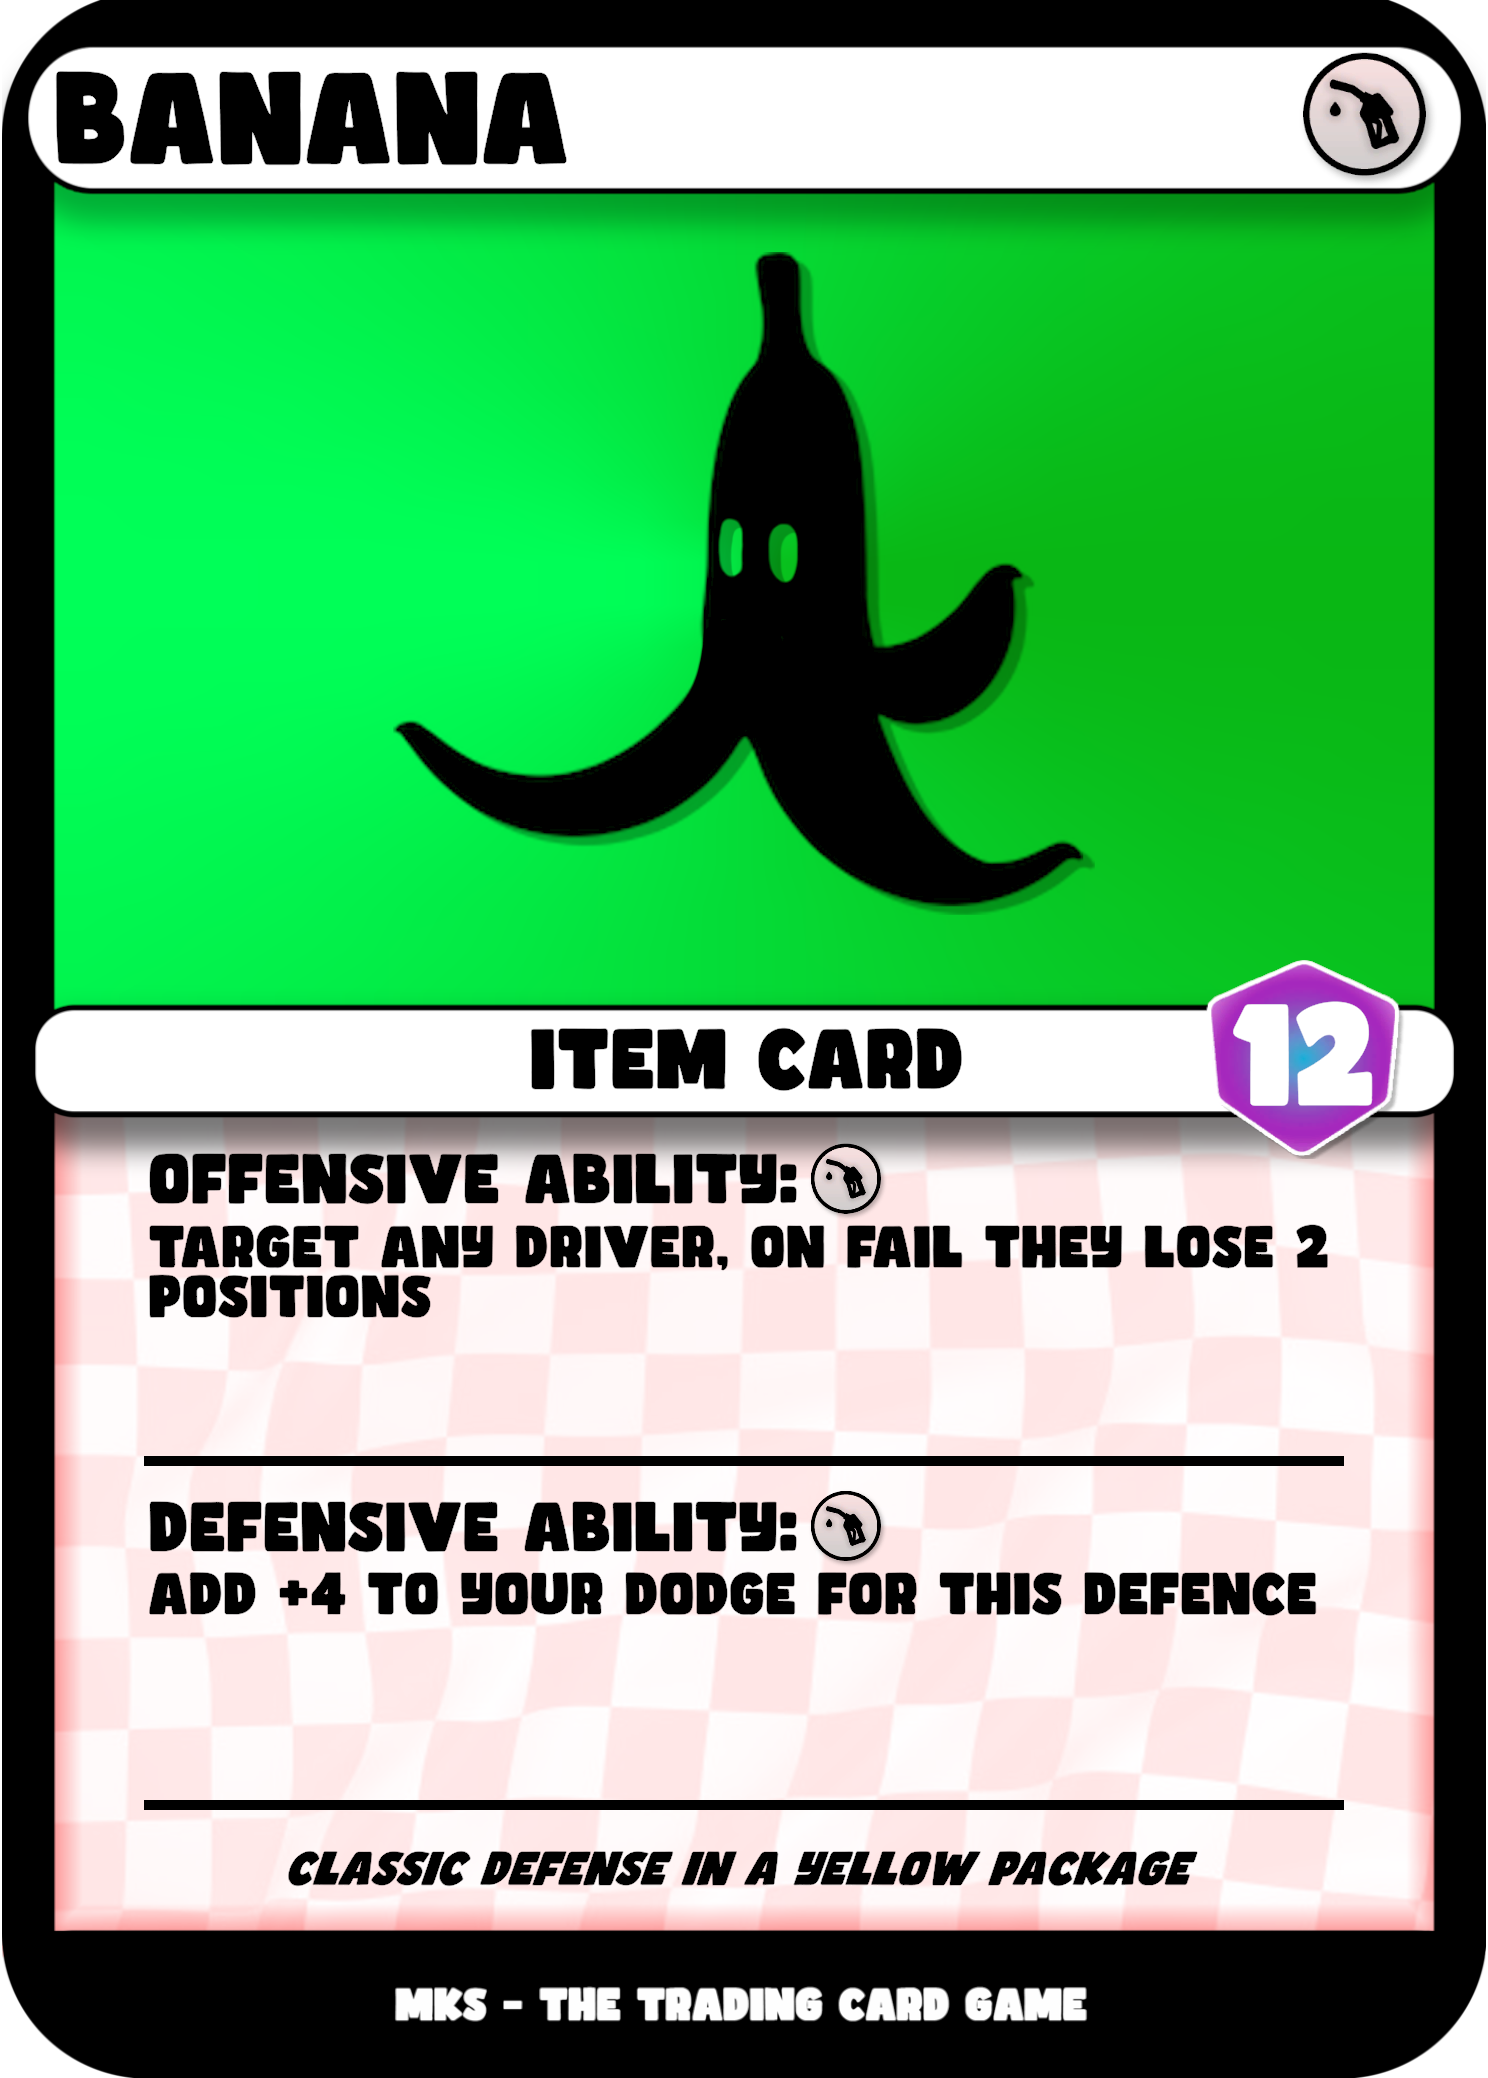 BANANA
ITEM CARD
12
OFFENSIVE ABILITY:
TARGET ANY DRIVER, ON FAIL THEY LOSE 2
POSITIONS
DEFENSIVE ABILITY:
ADD +4 TO YOUR DODGE FOR THIS DEFENCE
CLASSIC DEFENSE IN A YELLOW PACKAGE
MKS - THE TRADING CARD GAME